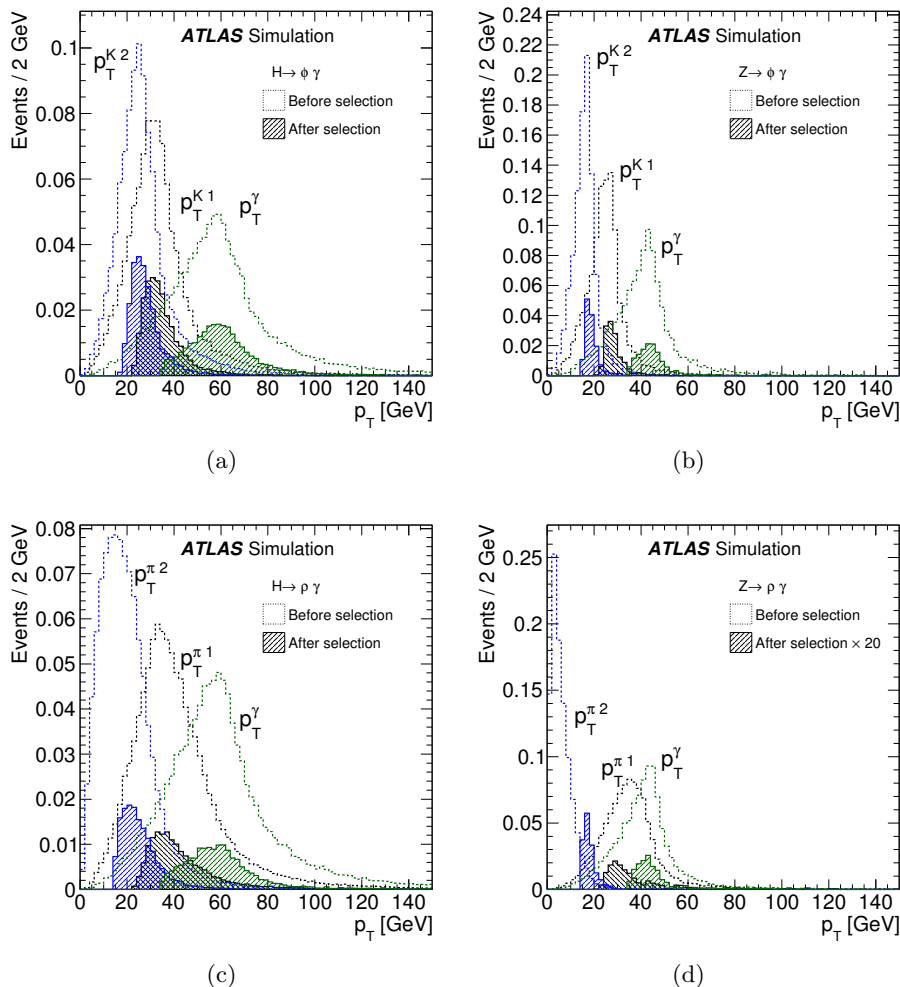 ATLAS Simulation
H→ φ γ
Before selection
After selection
p_T^{K 2}
p_T^{K 1}
p_T^γ
Events / 2 GeV
0.1
0.08
0.06
0.04
0.02
0
0 20 40 60 80 100 120 140
p_T [GeV]
(a)
ATLAS Simulation
Z→ φ γ
Before selection
After selection
p_T^{K 2}
p_T^{K 1}
p_T^γ
Events / 2 GeV
0.24
0.22
0.2
0.18
0.16
0.14
0.12
0.1
0.08
0.06
0.04
0.02
0
0 20 40 60 80 100 120 140
p_T [GeV]
(b)
ATLAS Simulation
H→ ρ γ
Before selection
After selection
p_T^{π 2}
p_T^{π 1}
p_T^γ
Events / 2 GeV
0.08
0.07
0.06
0.05
0.04
0.03
0.02
0.01
0
0 20 40 60 80 100 120 140
p_T [GeV]
(c)
ATLAS Simulation
Z→ ρ γ
Before selection
After selection × 20
p_T^{π 2}
p_T^{π 1}
p_T^γ
Events / 2 GeV
0.25
0.2
0.15
0.1
0.05
0
0 20 40 60 80 100 120 140
p_T [GeV]
(d)